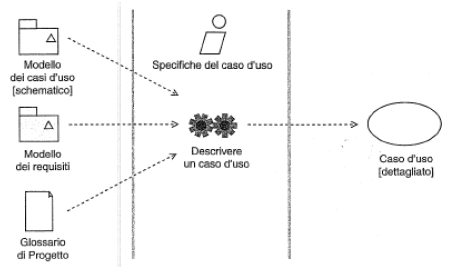 Modello
dei casi d'uso
[schematico]
Specifiche del caso d'uso
Modello
dei requisiti
Descrivere
un caso d'uso
Caso d'uso
[dettagliato]
Glossario
di Progetto